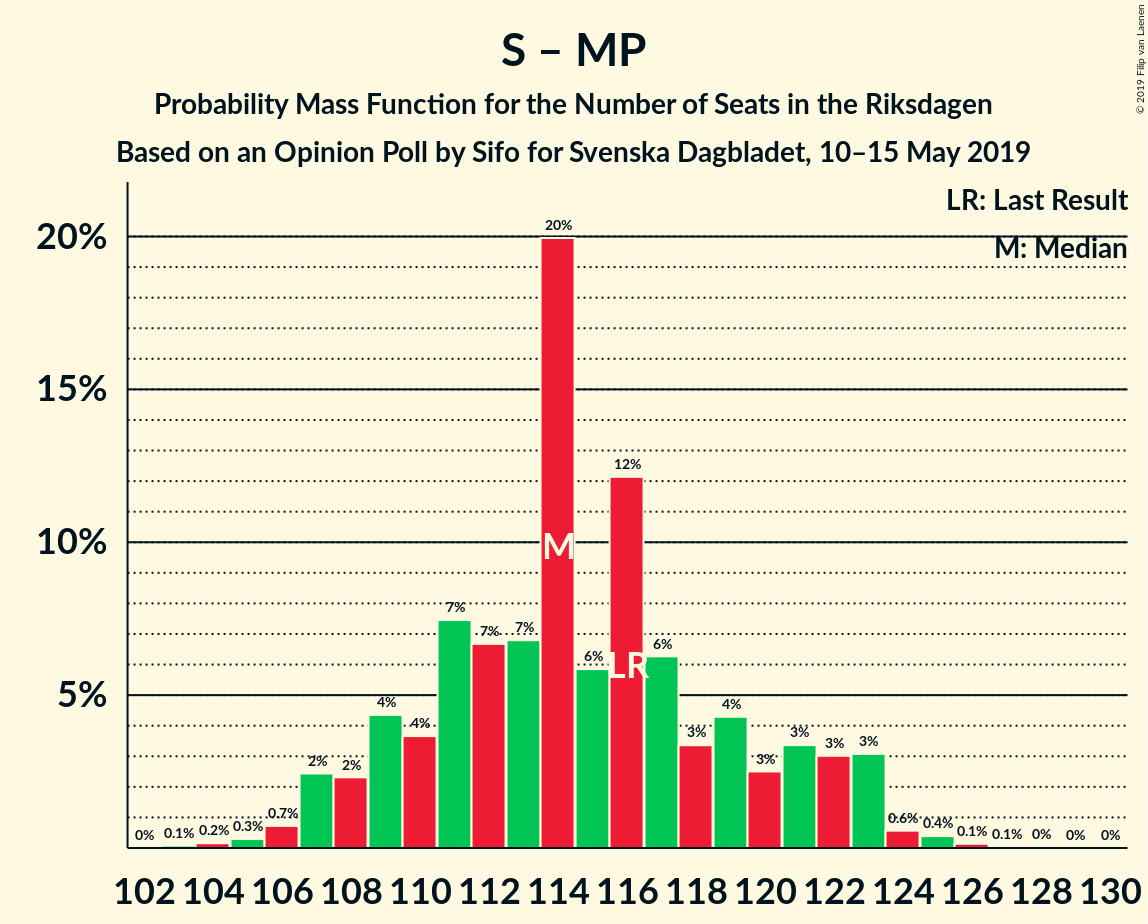 S – MP
Probability Mass Function for the Number of Seats in the Riksdagen
Based on an Opinion Poll by Sifo for Svenska Dagbladet, 10–15 May 2019
© 2019 Filip van Laenen
LR: Last Result
M: Median
20%
15%
10%
5%
0% 0.1% 0.2% 0.3% 0.7% 2% 2% 4% 4% 7% 7% 7% 20% 6% 12% 6% 3% 4% 3% 3% 3% 3% 0.6% 0.4% 0.1% 0.1% 0% 0% 0%
M
LR
102 104 106 108 110 112 114 116 118 120 122 124 126 128 130